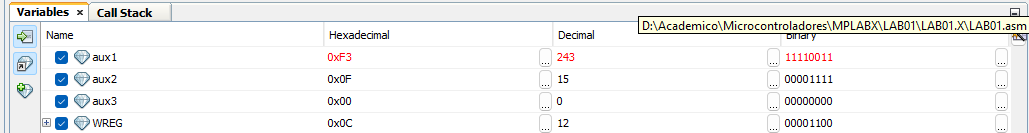 Variables × Call Stack
D:\Academico\Microcontroladores\MPLABX\LAB01\LAB01.X\LAB01.asm
Name Hexadecimal Decimal Binary
aux1 0xF3 ... 243 ... 11110011 ...
aux2 0x0F ... 15 ... 00001111 ...
aux3 0x00 ... 0 ... 00000000 ...
WREG 0x0C ... 12 ... 00001100 ...